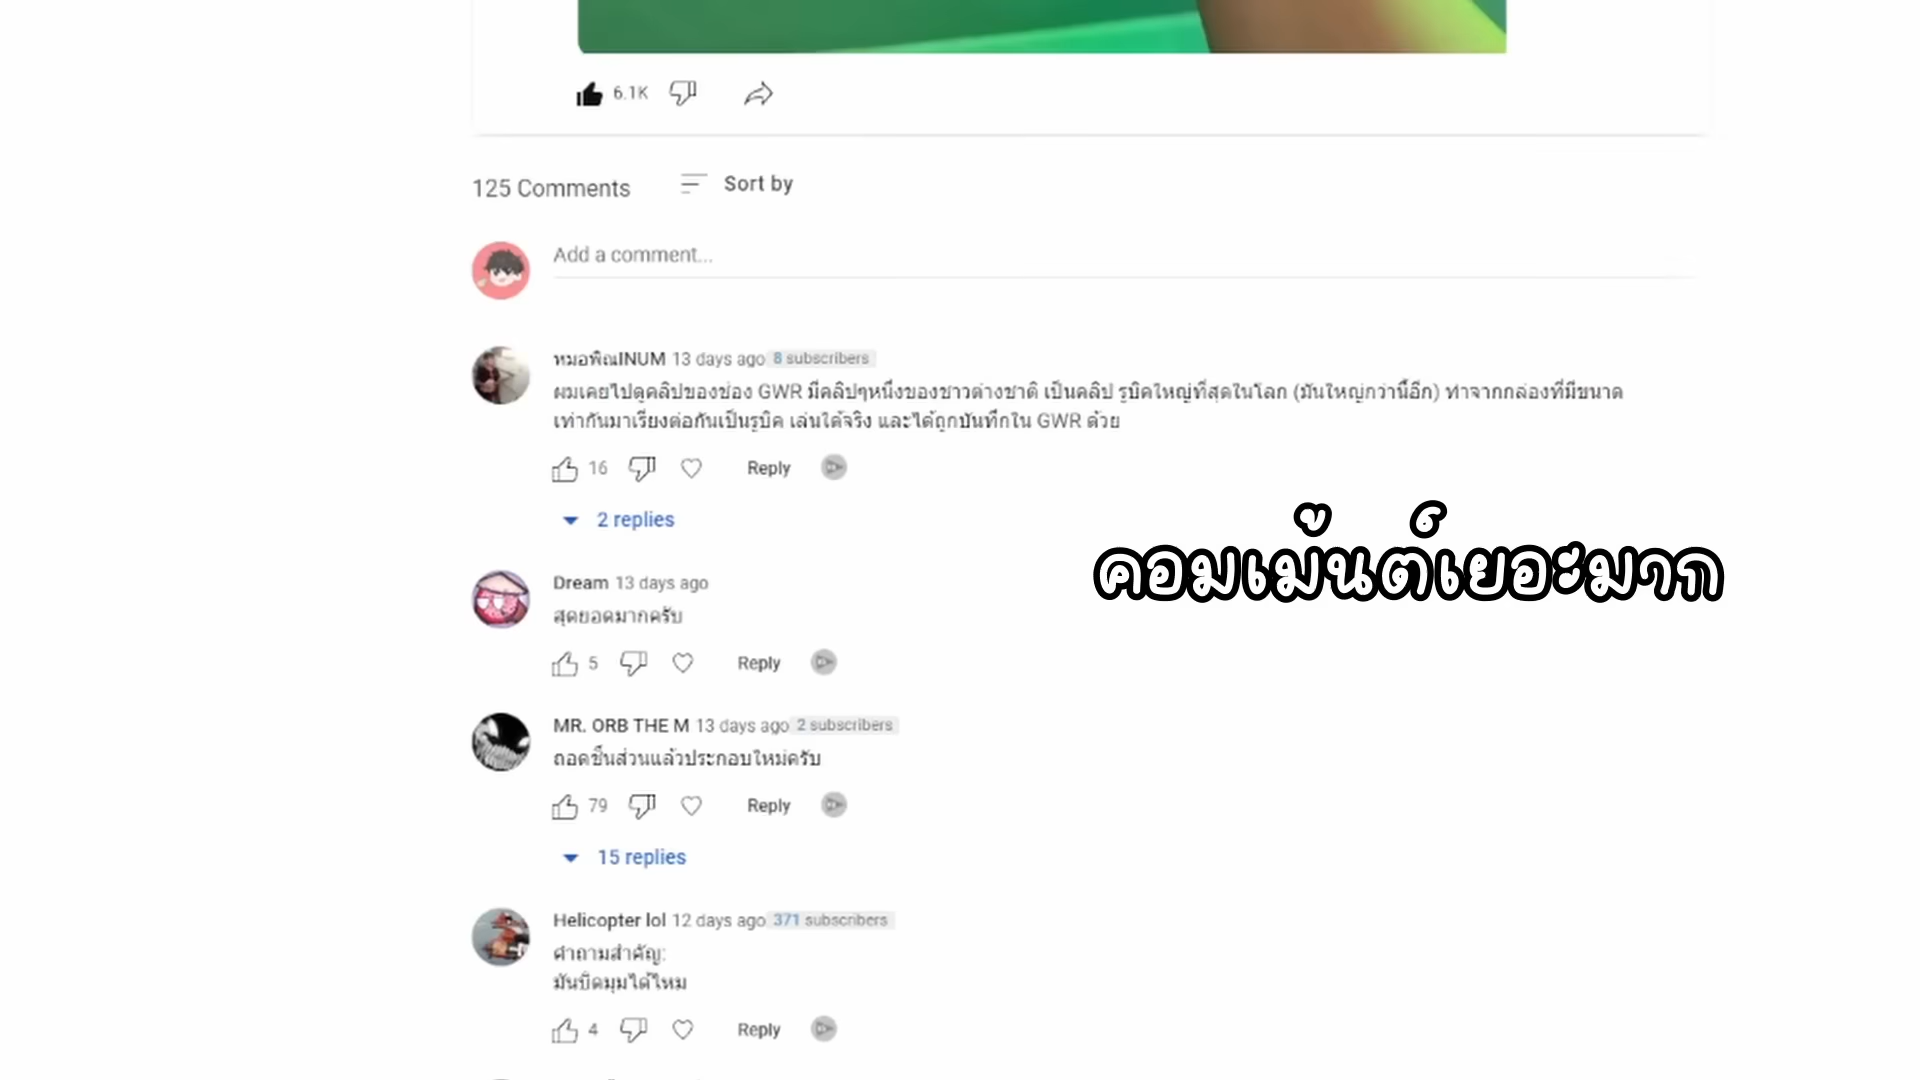 6.1K
125 Comments
Sort by
Add a comment...
หมอพิณINUM 13 days ago 8 subscribers
ผมเคยไปดูคลิปของช่อง GWR มีคลิปๆหนึ่งของชาวต่างชาติ เป็นคลิป รูบิคใหญ่ที่สุดในโลก (มันใหญ่กว่านี้อีก) ทำจากกล่องที่มีขนาด
เท่ากันมาเรียงต่อกันเป็นรูบิค เล่นได้จริง และได้ถูกบันทึกใน GWR ด้วย
16 Reply
2 replies
คอมเม้นต์เยอะมาก
Dream 13 days ago
สุดยอดมากครับ
5 Reply
MR. ORB THE M 13 days ago 2 subscribers
ถอดชิ้นส่วนแล้วประกอบใหม่ครับ
79 Reply
15 replies
Helicopter lol 12 days ago 371 subscribers
คำถามสำคัญ:
มันบิดมุมได้ไหม
4 Reply